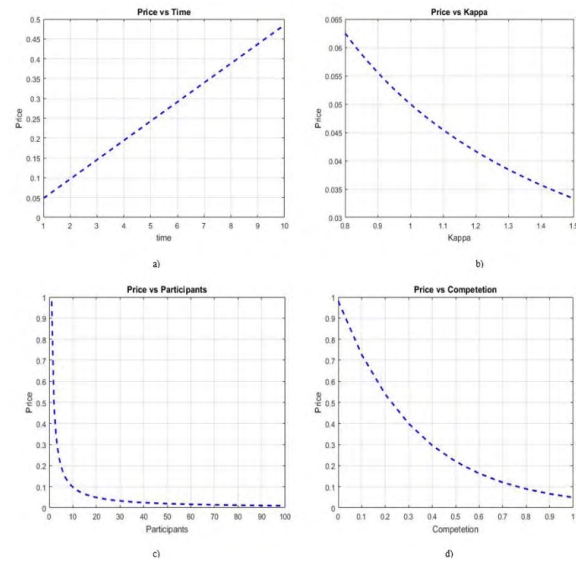 Price vs Time
0.5
0.45
0.4
0.35
0.3
0.25
0.2
0.15
0.1
0.05
0
Price
1 2 3 4 5 6 7 8 9 10
time
a)
Price vs Kappa
0.065
0.06
0.055
0.05
0.045
0.04
0.035
0.03
Price
0.8 0.9 1 1.1 1.2 1.3 1.4 1.5
Kappa
b)
Price vs Participants
1
0.9
0.8
0.7
0.6
0.5
0.4
0.3
0.2
0.1
0
Price
0 10 20 30 40 50 60 70 80 90 100
Participants
c)
Price vs Competetion
1
0.9
0.8
0.7
0.6
0.5
0.4
0.3
0.2
0.1
0
Price
0 0.1 0.2 0.3 0.4 0.5 0.6 0.7 0.8 0.9 1
Competetion
d)